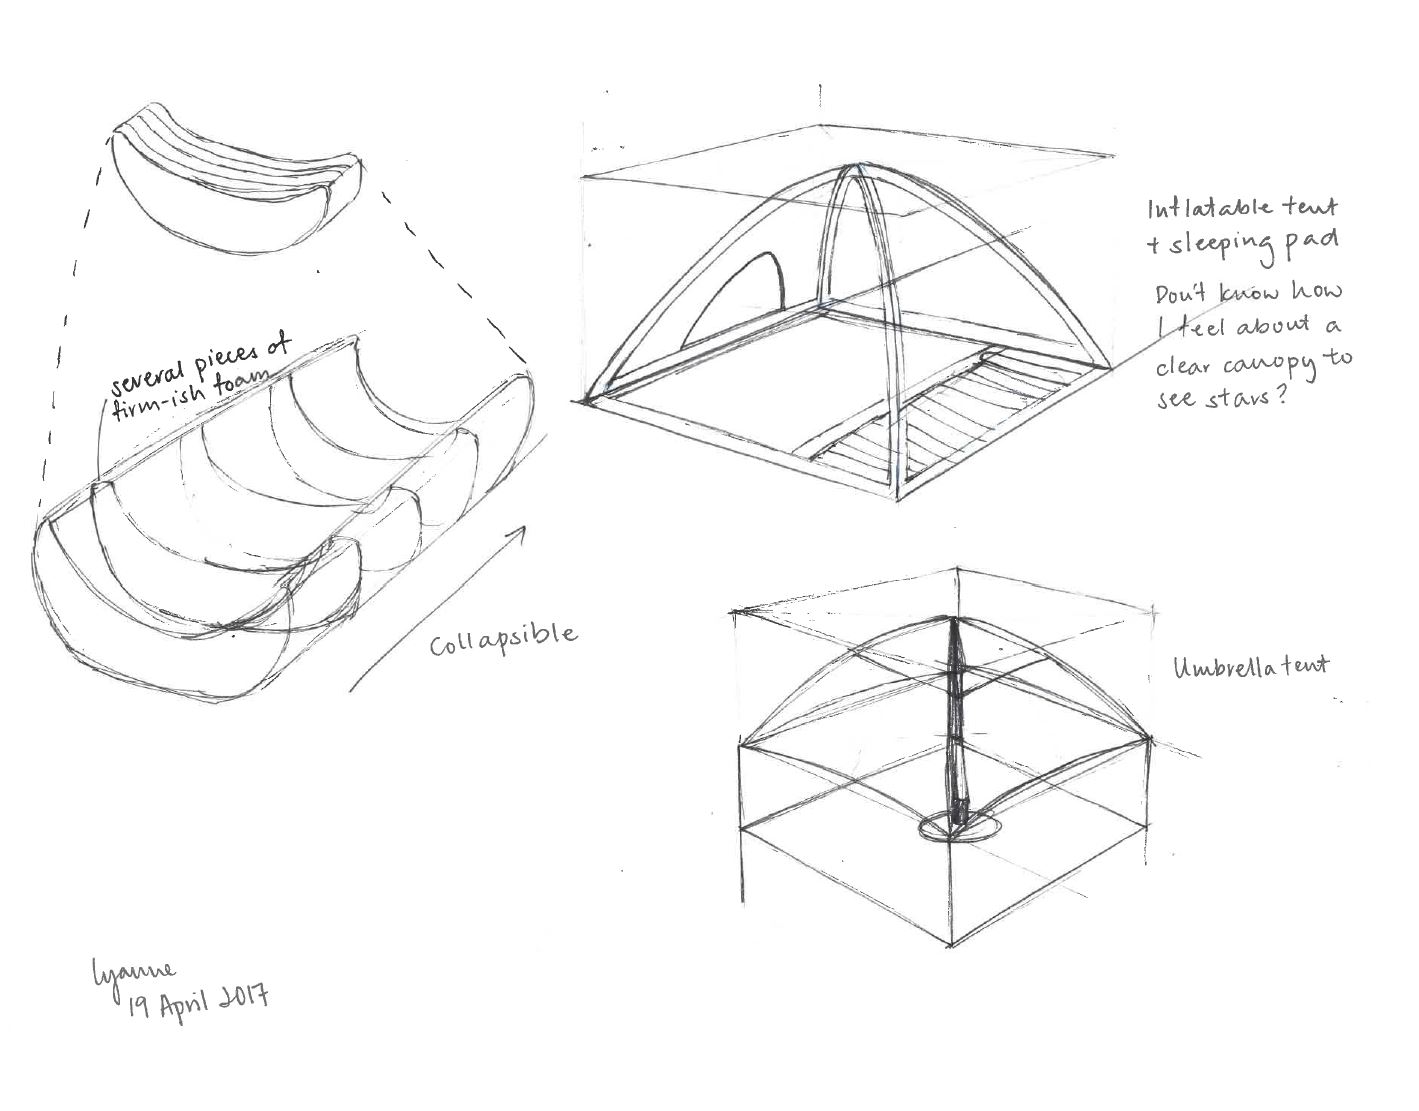 several pieces of
firm-ish foam
Collapsible
Inflatable tent
+ sleeping pad
Don't know how
I feel about a
clear canopy to
see stars?
Umbrella tent
Lyanne
19 April 2017